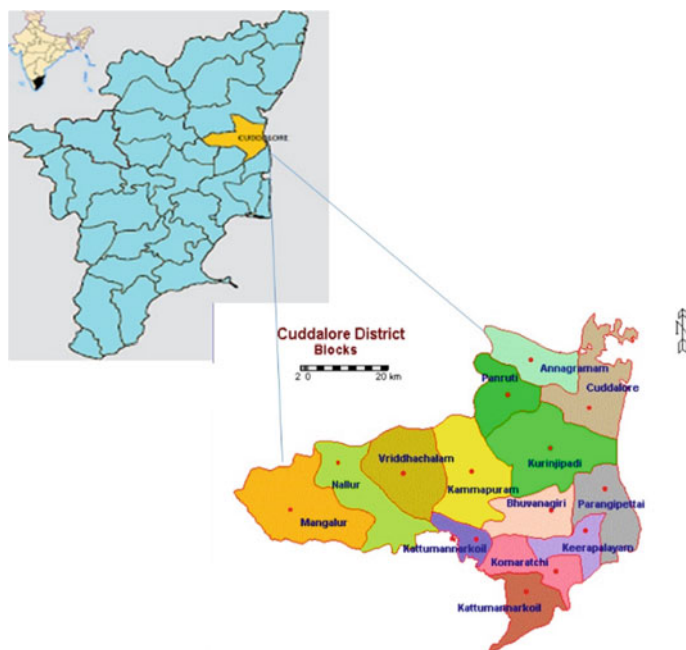 CUDDALORE
Cuddalore District
Blocks
2 0 20 km
N
Annagramam
Panruti
Cuddalore
Vriddhachalam
Kurinjipadi
Nallur
Kammapuram
Bhuvanagiri
Parangipettai
Mangalur
Kattumannarkoil
Komaratchi
Keerapalayam
Kattumannarkoil